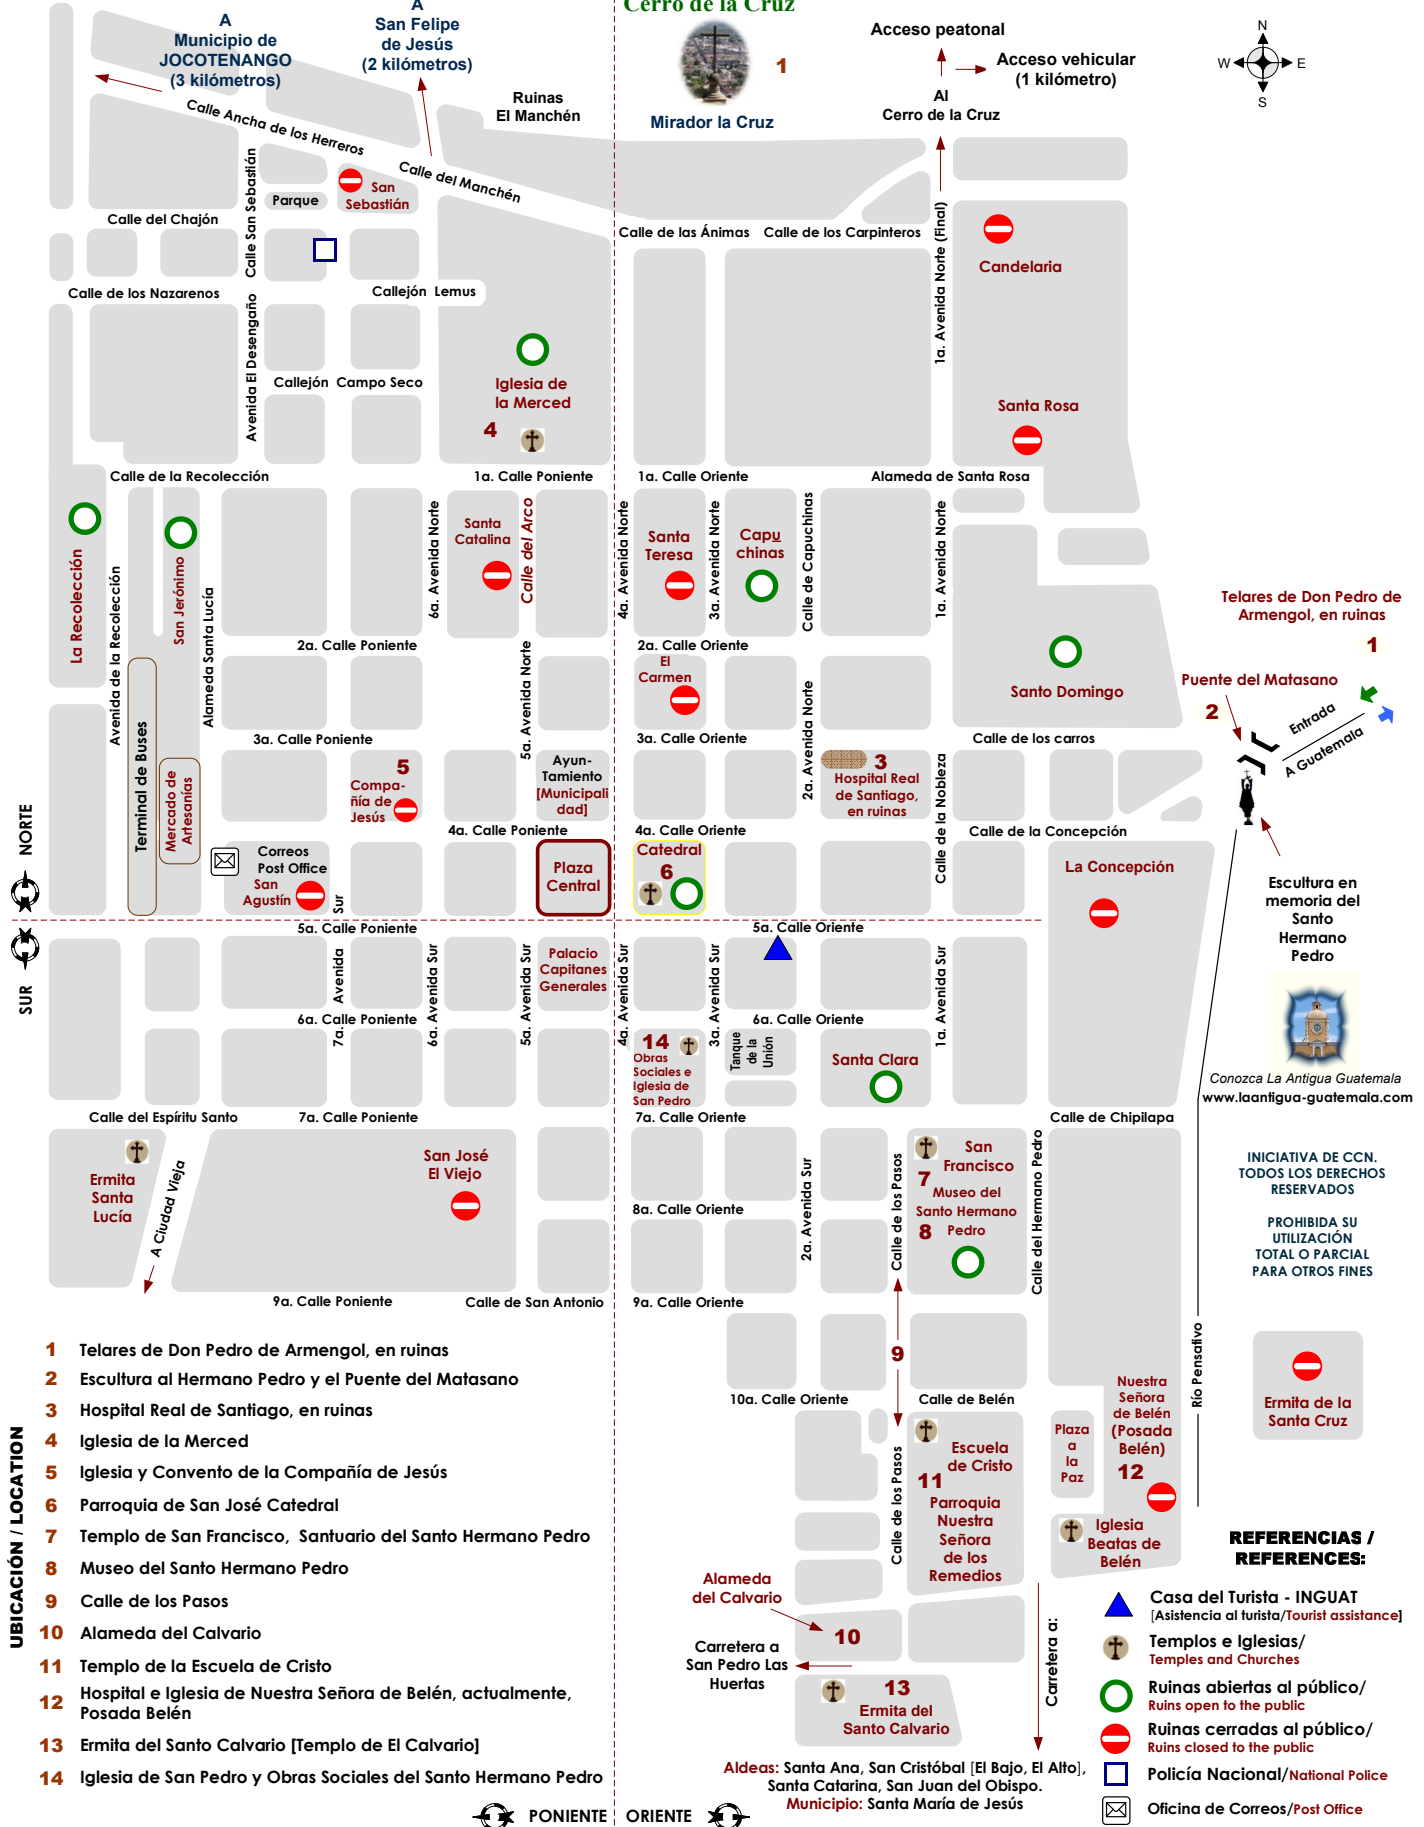 Cerro de la Cruz
A
Municipio de
JOCOTENANGO
(3 kilómetros)
A
San Felipe
de Jesús
(2 kilómetros)
Ruinas
El Manchén
1
Mirador la Cruz
Acceso peatonal
Acceso vehicular
(1 kilómetro)
Al
Cerro de la Cruz
N
W
E
S
Calle Ancha de los Herreros
Calle del Manchén
Calle San Sebastián
San
Sebastián
Parque
Calle del Chajón
Calle de las Ánimas
Calle de los Carpinteros
1a. Avenida Norte (Final)
Candelaria
Calle de los Nazarenos
Callejón Lemus
Avenida El Desengaño
Callejón Campo Seco
Iglesia de
la Merced
4
Santa Rosa
Calle de la Recolección
1a. Calle Poniente
1a. Calle Oriente
Alameda de Santa Rosa
La Recolección
Avenida de la Recolección
San Jerónimo
Alameda Santa Lucía
6a. Avenida Norte
Santa
Catalina
Calle del Arco
4a. Avenida Norte
Santa
Teresa
3a. Avenida Norte
Capu
chinas
Calle de Capuchinas
1a. Avenida Norte
Telares de Don Pedro de
Armengol, en ruinas
1
2a. Calle Poniente
2a. Calle Oriente
El
Carmen
Santo Domingo
Puente del Matasano
2
Entrada
A Guatemala
5a. Avenida Norte
2a. Avenida Norte
3a. Calle Poniente
3a. Calle Oriente
Calle de los carros
Terminal de Buses
Mercado de
Artesanías
5
Compa-
ñía de
Jesús
Ayun-
Tamiento
[Municipali
dad]
3
Hospital Real
de Santiago,
en ruinas
Calle de la Nobleza
4a. Calle Poniente
4a. Calle Oriente
Calle de la Concepción
Correos
Post Office
San
Agustín
Plaza
Central
Catedral
6
La Concepción
Escultura en
memoria del
Santo
Hermano
Pedro
NORTE
SUR
5a. Calle Poniente
5a. Calle Oriente
7a. Avenida Sur
6a. Avenida Sur
5a. Avenida Sur
Palacio
Capitanes
Generales
4a. Avenida Sur
3a. Avenida Sur
1a. Avenida Sur
6a. Calle Poniente
6a. Calle Oriente
14
Obras
Sociales e
Iglesia de
San Pedro
Tanque
de la
Unión
Santa Clara
Conozca La Antigua Guatemala
www.laantigua-guatemala.com
Calle del Espíritu Santo
7a. Calle Poniente
7a. Calle Oriente
Calle de Chipilapa
Ermita
Santa
Lucía
A Ciudad Vieja
San José
El Viejo
8a. Calle Oriente
2a. Avenida Sur
Calle de los Pasos
San
Francisco
7
Museo del
Santo Hermano
8 Pedro
Calle del Hermano Pedro
INICIATIVA DE CCN.
TODOS LOS DERECHOS
RESERVADOS
PROHIBIDA SU
UTILIZACIÓN
TOTAL O PARCIAL
PARA OTROS FINES
9a. Calle Poniente
Calle de San Antonio
9a. Calle Oriente
9
Río Pensativo
10a. Calle Oriente
Calle de Belén
Calle de los Pasos
Escuela
de Cristo
11
Parroquia
Nuestra
Señora
de los
Remedios
Plaza
a
la
Paz
Nuestra
Señora
de Belén
(Posada
Belén)
12
Iglesia
Beatas de
Belén
Ermita de la
Santa Cruz
Alameda
del Calvario
10
Carretera a
San Pedro Las
Huertas
13
Ermita del
Santo Calvario
Carretera a:
Aldeas: Santa Ana, San Cristóbal [El Bajo, El Alto],
Santa Catarina, San Juan del Obispo.
Municipio: Santa María de Jesús
UBICACIÓN / LOCATION
1 Telares de Don Pedro de Armengol, en ruinas
2 Escultura al Hermano Pedro y el Puente del Matasano
3 Hospital Real de Santiago, en ruinas
4 Iglesia de la Merced
5 Iglesia y Convento de la Compañía de Jesús
6 Parroquia de San José Catedral
7 Templo de San Francisco, Santuario del Santo Hermano Pedro
8 Museo del Santo Hermano Pedro
9 Calle de los Pasos
10 Alameda del Calvario
11 Templo de la Escuela de Cristo
12 Hospital e Iglesia de Nuestra Señora de Belén, actualmente,
Posada Belén
13 Ermita del Santo Calvario [Templo de El Calvario]
14 Iglesia de San Pedro y Obras Sociales del Santo Hermano Pedro
PONIENTE
ORIENTE
REFERENCIAS /
REFERENCES:
Casa del Turista - INGUAT
[Asistencia al turista/Tourist assistance]
Templos e Iglesias/
Temples and Churches
Ruinas abiertas al público/
Ruins open to the public
Ruinas cerradas al público/
Ruins closed to the public
Policía Nacional/National Police
Oficina de Correos/Post Office